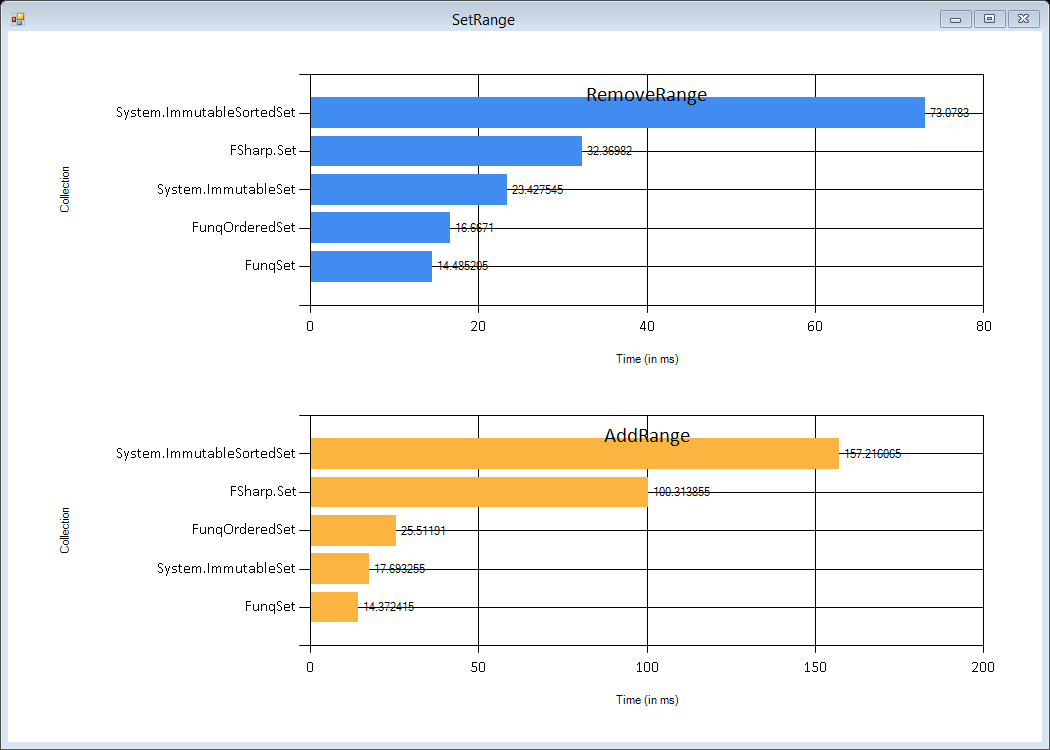 SetRange
RemoveRange
System.ImmutableSortedSet 73.0783
FSharp.Set 32.36982
System.ImmutableSet 23.427545
FunqOrderedSet 16.6671
FunqSet 14.485205
Collection
0 20 40 60 80
Time (in ms)
AddRange
System.ImmutableSortedSet 157.216065
FSharp.Set 100.313855
FunqOrderedSet 25.51191
System.ImmutableSet 17.693255
FunqSet 14.372415
Collection
0 50 100 150 200
Time (in ms)